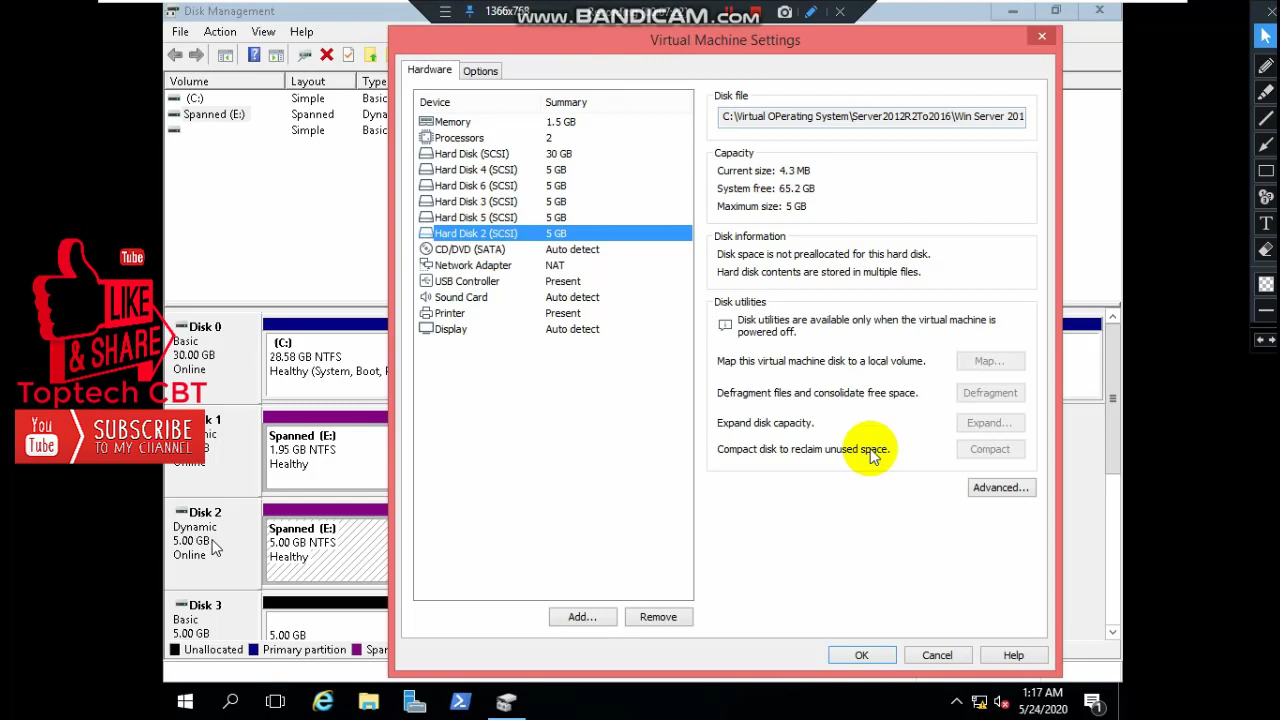 Disk Management
1366x768
www.BANDICAM.com
File Action View Help
Volume Layout Type
(C:) Simple Basic
Spanned (E:) Spanned Dyna
Simple Basic
Virtual Machine Settings
Hardware Options
Device Summary
Memory 1.5 GB
Processors 2
Hard Disk (SCSI) 30 GB
Hard Disk 4 (SCSI) 5 GB
Hard Disk 6 (SCSI) 5 GB
Hard Disk 3 (SCSI) 5 GB
Hard Disk 5 (SCSI) 5 GB
Hard Disk 2 (SCSI) 5 GB
CD/DVD (SATA) Auto detect
Network Adapter NAT
USB Controller Present
Sound Card Auto detect
Printer Present
Display Auto detect
Add... Remove
Disk file
C:\Virtual OPerating System\Server2012R2To2016\Win Server 201
Capacity
Current size: 4.3 MB
System free: 65.2 GB
Maximum size: 5 GB
Disk information
Disk space is not preallocated for this hard disk.
Hard disk contents are stored in multiple files.
Disk utilities
Disk utilities are available only when the virtual machine is
powered off.
Map this virtual machine disk to a local volume. Map...
Defragment files and consolidate free space. Defragment
Expand disk capacity. Expand...
Compact disk to reclaim unused space. Compact
Advanced...
OK Cancel Help
Disk 0
Basic
30.00 GB
Online
(C:)
28.58 GB NTFS
Healthy (System, Boot,
1
Spanned (E:)
1.95 GB NTFS
Healthy
Disk 2
Dynamic
5.00 GB
Online
Spanned (E:)
5.00 GB NTFS
Healthy
Disk 3
Basic
5.00 GB
5.00 GB
Unallocated Primary partition Spar
Tube
LIKE
& SHARE
Toptech CBT
You
Tube
SUBSCRIBE
TO MY CHANNEL
T
1:17 AM
5/24/2020
1